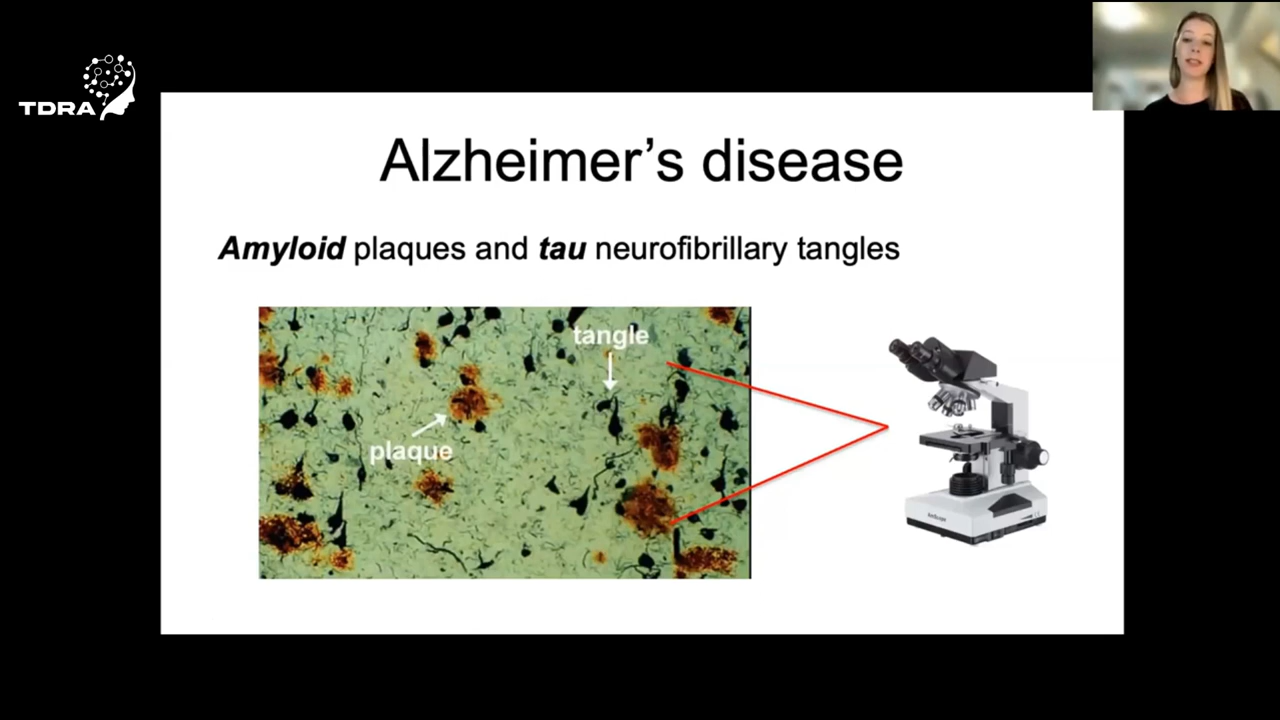 TDRA
Alzheimer’s disease
Amyloid plaques and tau neurofibrillary tangles
tangle
plaque